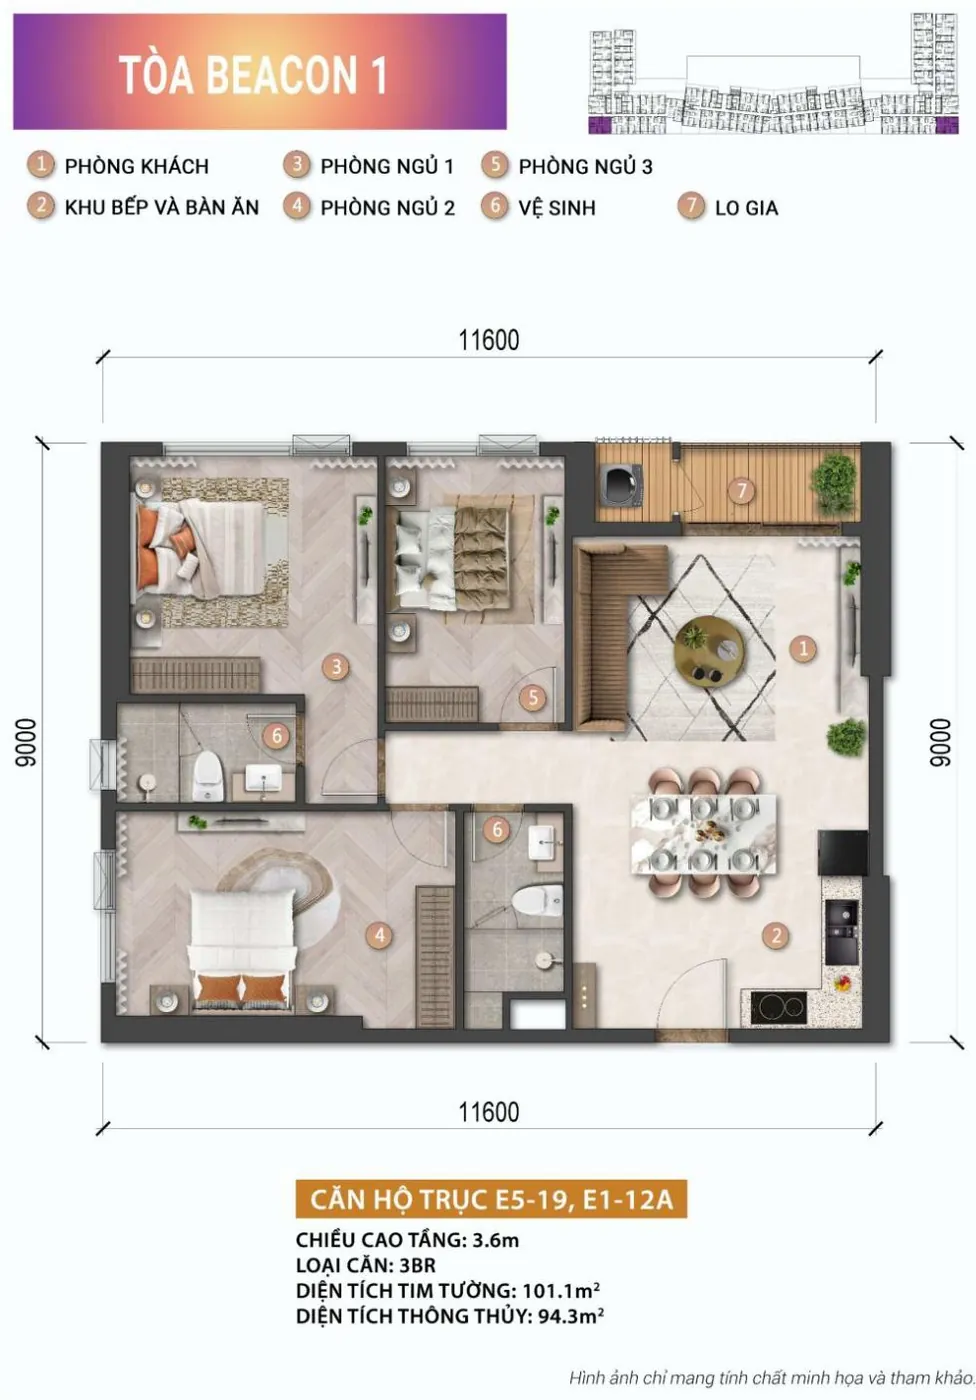 TÒA BEACON 1
1 PHÒNG KHÁCH
3 PHÒNG NGỦ 1
5 PHÒNG NGỦ 3
2 KHU BẾP VÀ BÀN ĂN
4 PHÒNG NGỦ 2
6 VỆ SINH
7 LO GIA
11600
9000
9000
7
3
5
1
6
6
4
2
11600
CĂN HỘ TRỤC E5-19, E1-12A
CHIỀU CAO TẦNG: 3.6m
LOẠI CĂN: 3BR
DIỆN TÍCH TIM TƯỜNG: 101.1m²
DIỆN TÍCH THÔNG THỦY: 94.3m²
Hình ảnh chỉ mang tính chất minh họa và tham khảo.